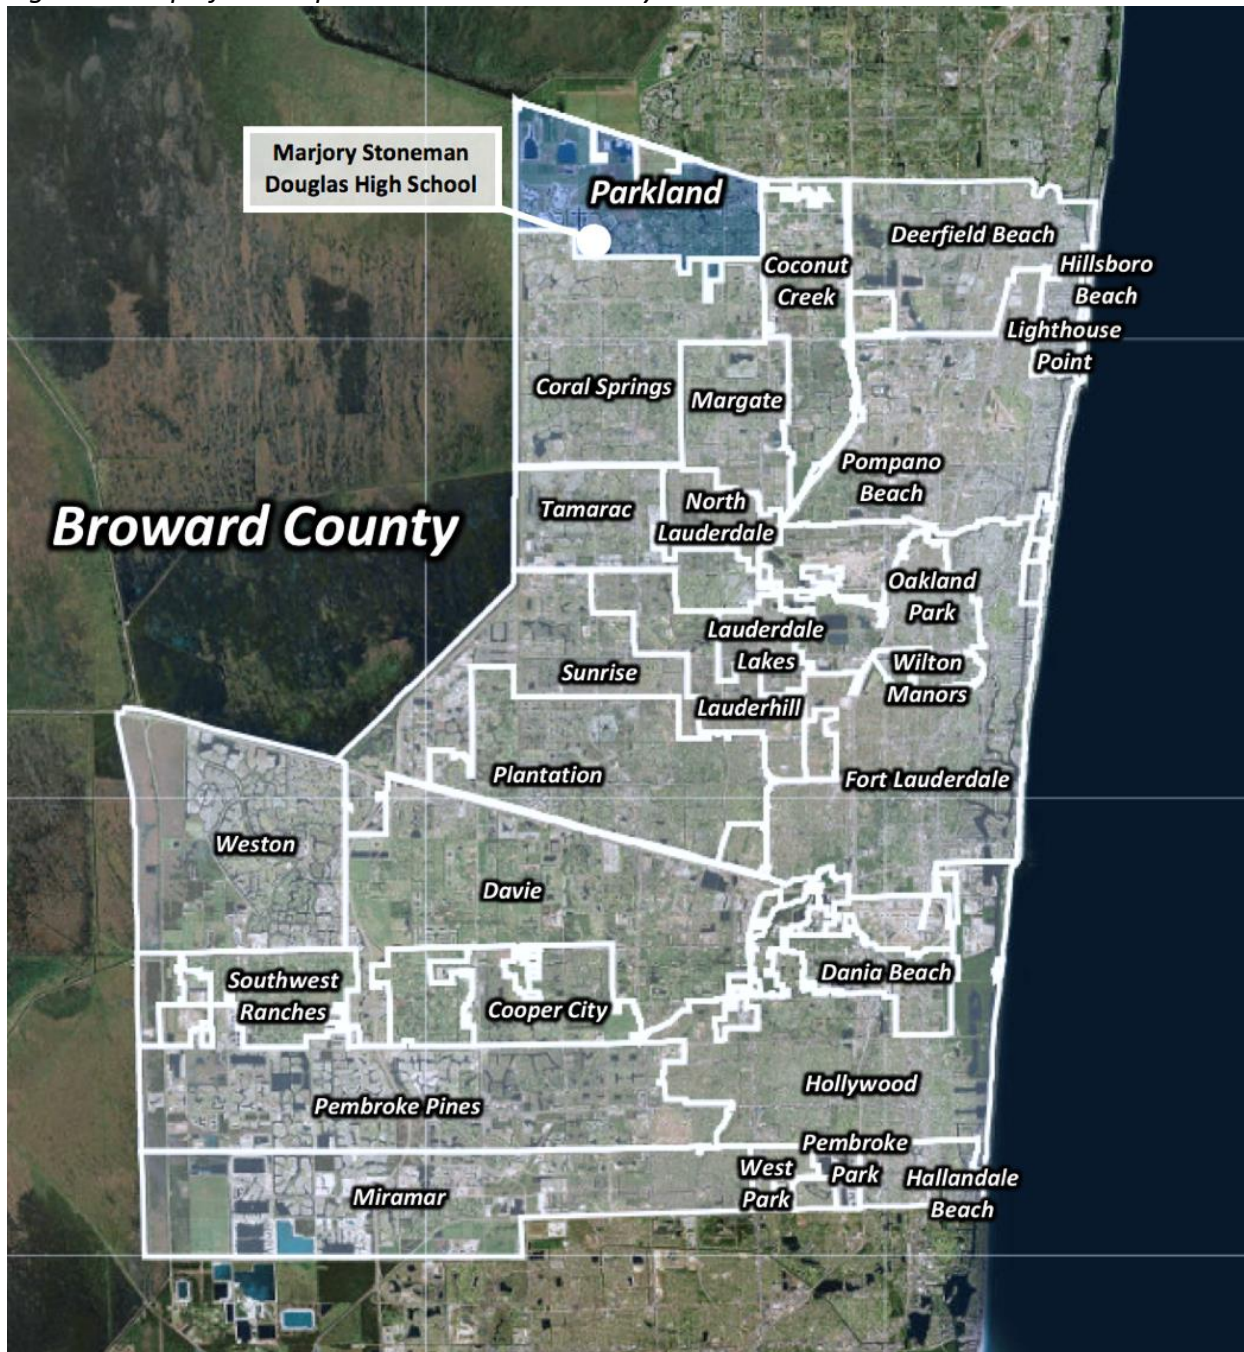 Marjory Stoneman
Douglas High School
Parkland
Deerfield Beach
Coconut
Creek
Hillsboro
Beach
Lighthouse
Point
Coral Springs
Margate
Pompano
Beach
Broward County
Tamarac
North
Lauderdale
Oakland
Park
Lauderdale
Lakes
Sunrise
Wilton
Manors
Lauderhill
Plantation
Fort Lauderdale
Weston
Davie
Southwest
Ranches
Cooper City
Dania Beach
Hollywood
Pembroke Pines
Pembroke
Park
West
Park
Hallandale
Beach
Miramar